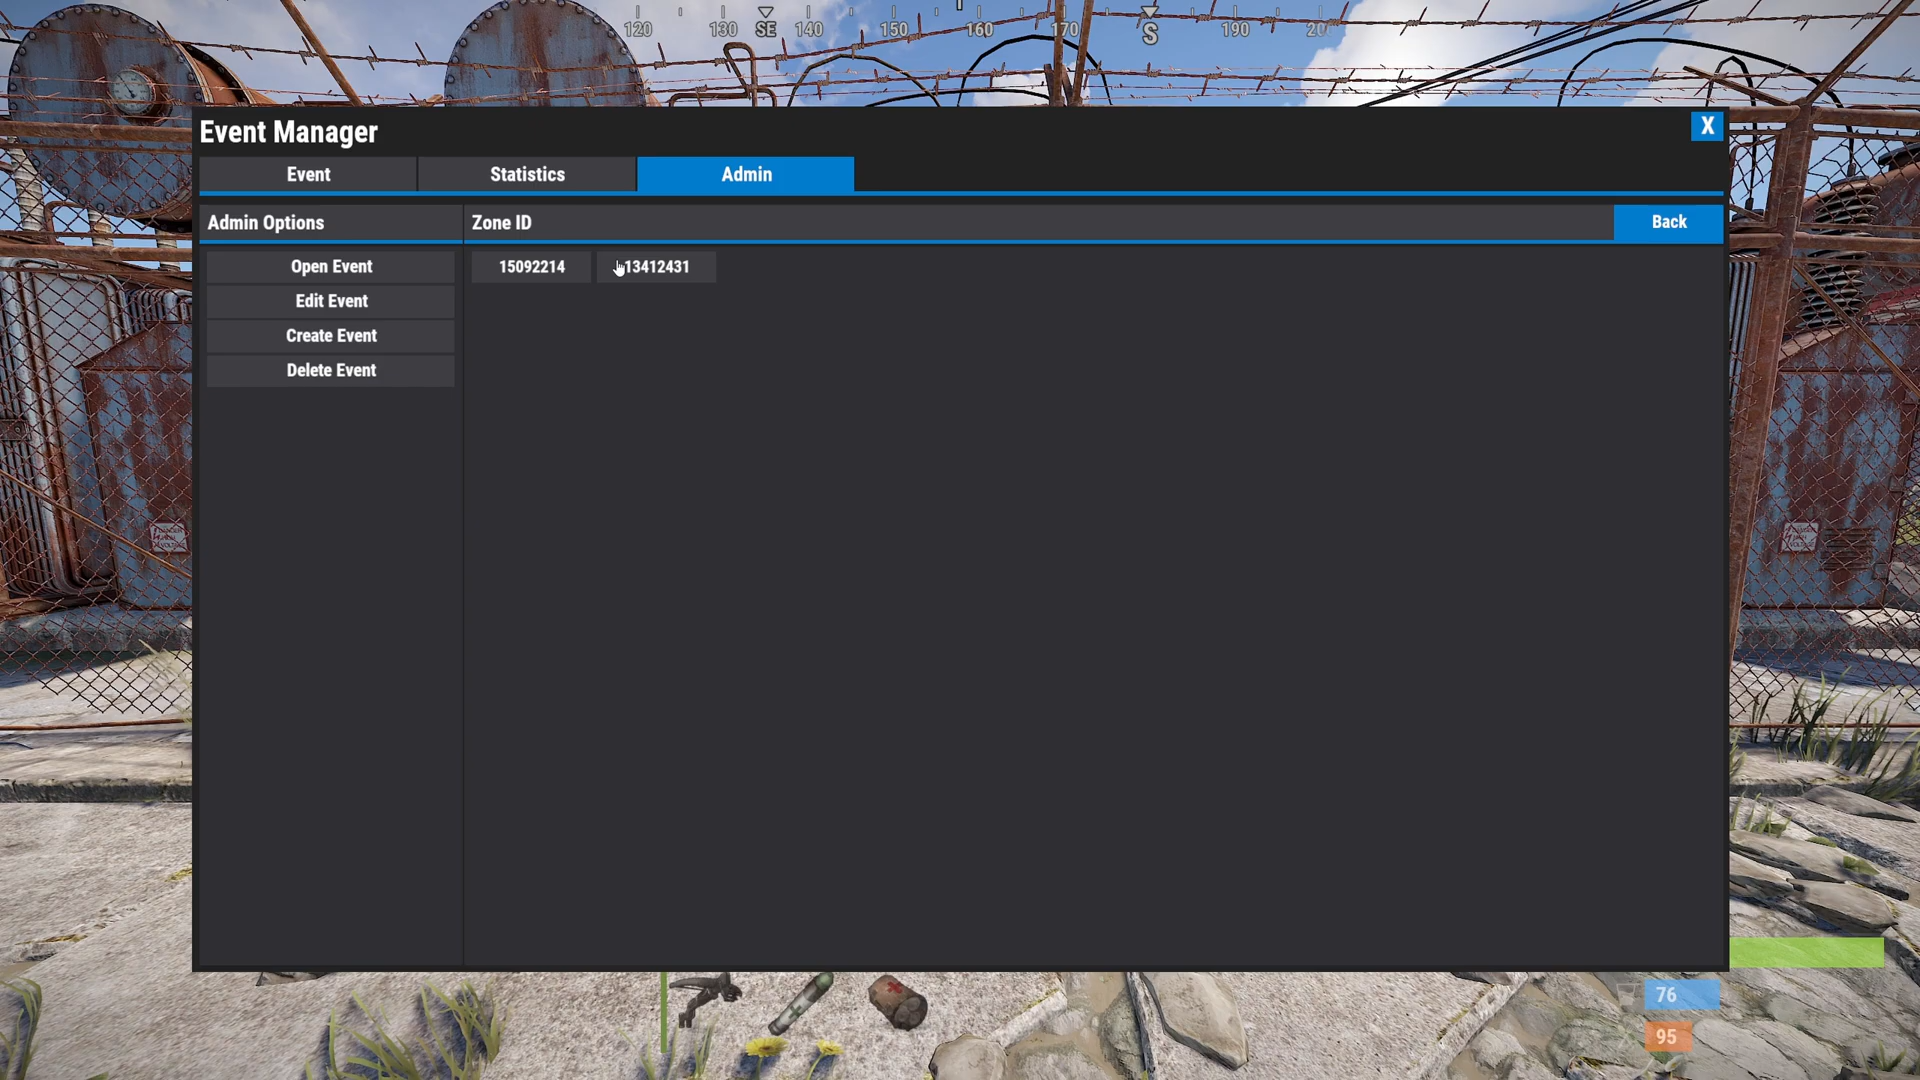 120 130 SE 140 150 160 170 S 190 20
Event Manager X
Event Statistics Admin
Admin Options Zone ID Back
Open Event 15092214 13412431
Edit Event
Create Event
Delete Event
76
95